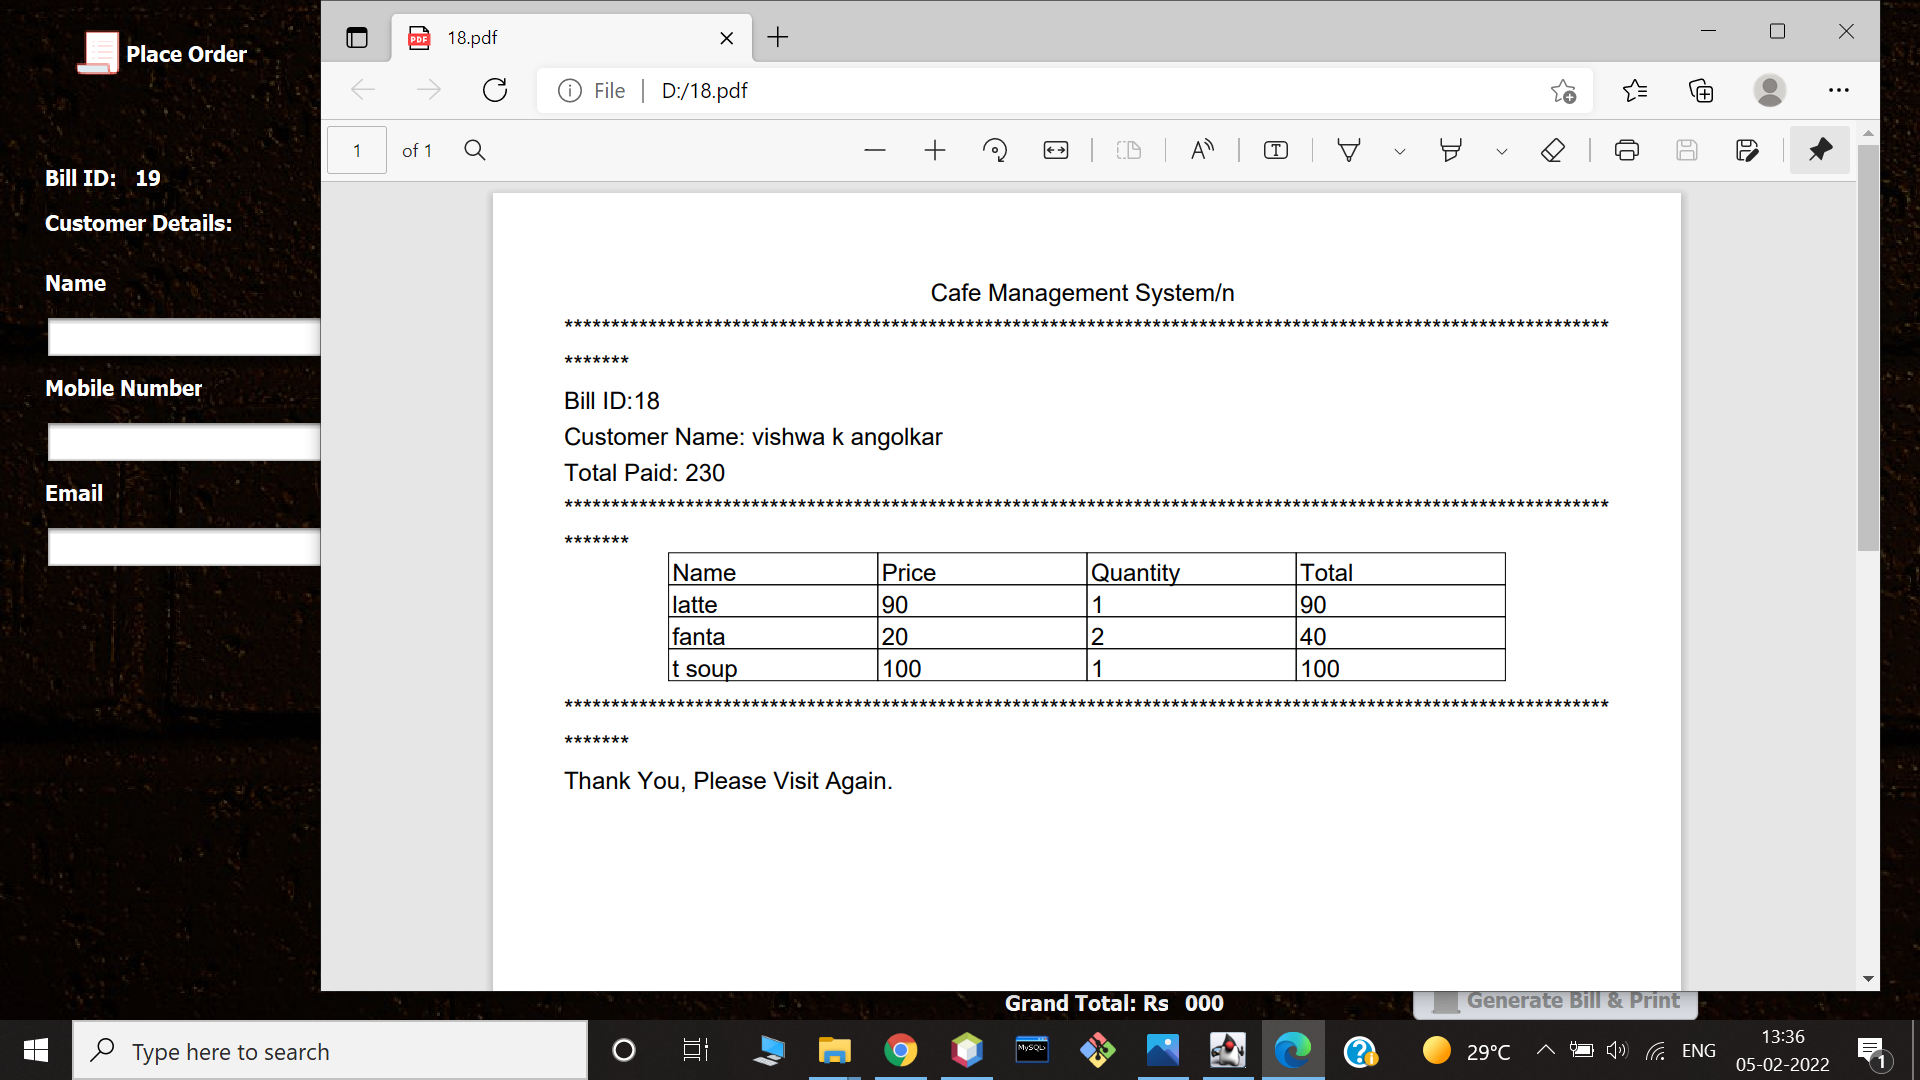 Place Order
Bill ID: 19
Customer Details:
Name
Mobile Number
Email
18.pdf
File D:/18.pdf
1 of 1
Cafe Management System/n
****************************************************************************************************************
*******
Bill ID:18
Customer Name: vishwa k angolkar
Total Paid: 230
****************************************************************************************************************
*******
Name Price Quantity Total
latte 90 1 90
fanta 20 2 40
t soup 100 1 100
****************************************************************************************************************
*******
Thank You, Please Visit Again.
Grand Total: Rs 000
Generate Bill & Print
Type here to search
MySQL
29°C
ENG
13:36
05-02-2022
1